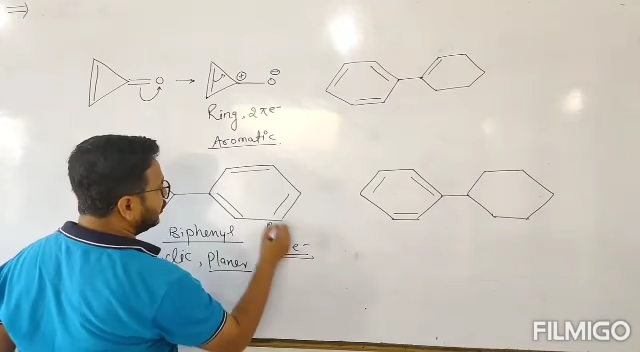 ⇒
O → ⊕ O ⊖
Ring, 2πe-
Aromatic
Biphenyl
clic, Planer e-
FILMIGO